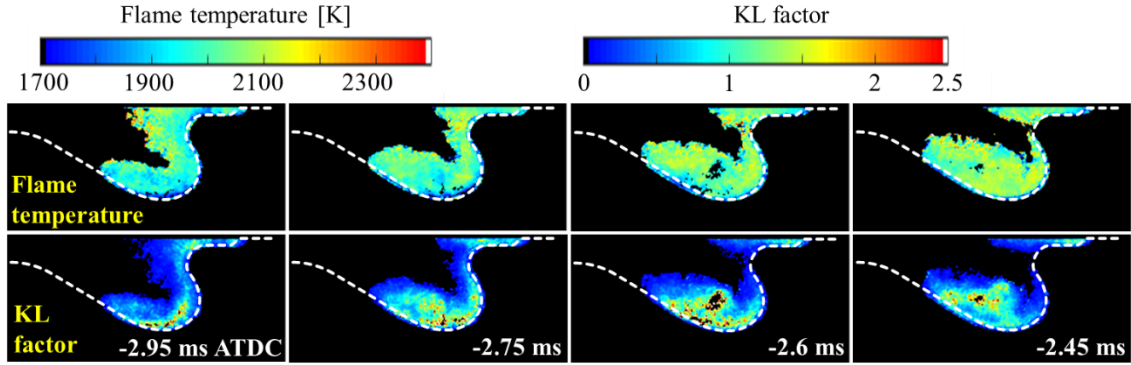 Flame temperature [K]
KL factor
1700 1900 2100 2300
0 1 2 2.5
Flame
temperature
KL
factor
-2.95 ms ATDC
-2.75 ms
-2.6 ms
-2.45 ms